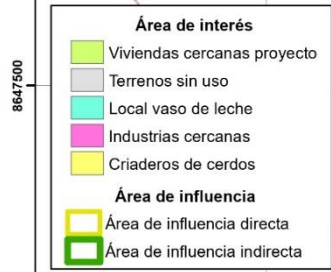 8647500
Área de interés
Viviendas cercanas proyecto
Terrenos sin uso
Local vaso de leche
Industrias cercanas
Criaderos de cerdos
Área de influencia
Área de influencia directa
Área de influencia indirecta